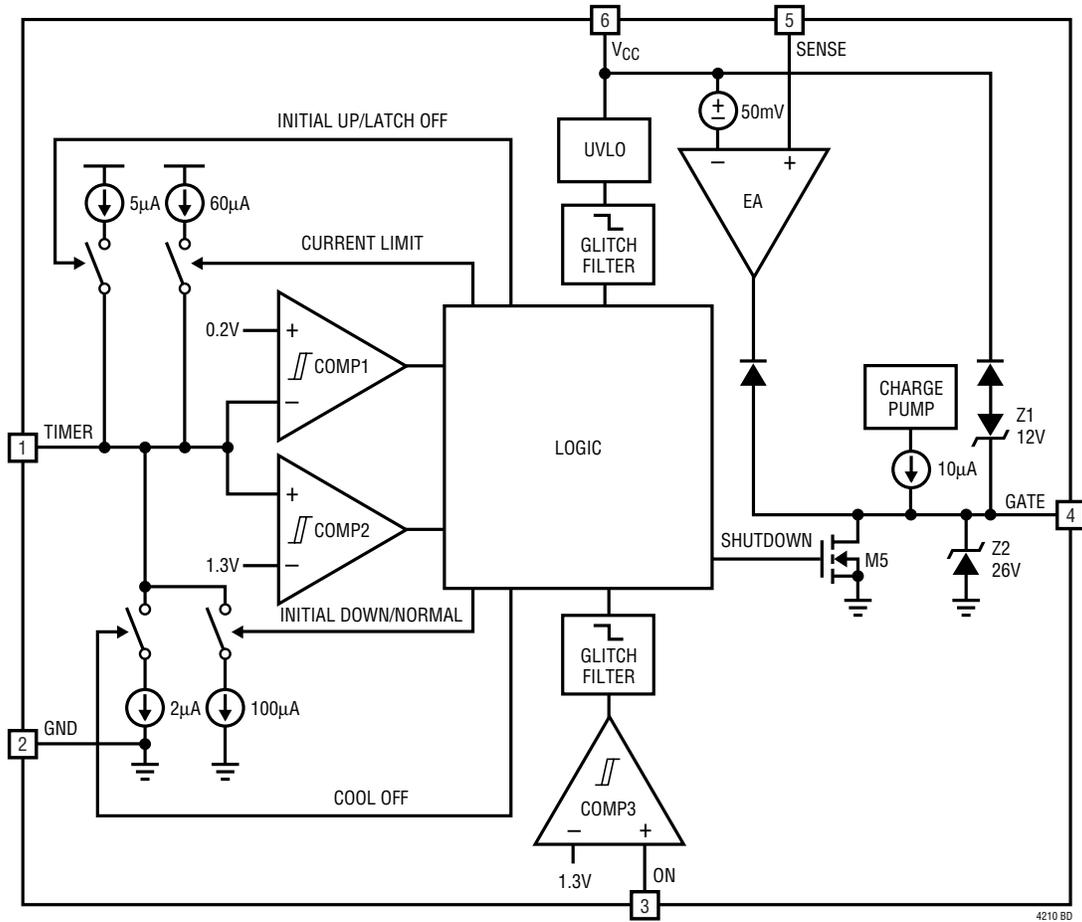 6
5
VCC
SENSE
50mV
INITIAL UP/LATCH OFF
UVLO
– +
EA
5µA
60µA
GLITCH
FILTER
CURRENT LIMIT
0.2V
+
COMP1
–
CHARGE
PUMP
Z1
12V
1
TIMER
LOGIC
10µA
+
COMP2
GATE
4
1.3V
–
SHUTDOWN
M5
Z2
26V
INITIAL DOWN/NORMAL
GLITCH
FILTER
2µA
100µA
2
GND
COOL OFF
COMP3
– +
1.3V
ON
3
4210 BD